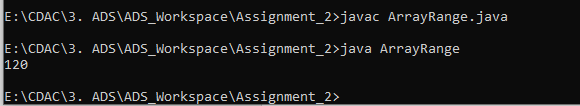 E:\CDAC\3. ADS\ADS_Workspace\Assignment_2>javac ArrayRange.java
E:\CDAC\3. ADS\ADS_Workspace\Assignment_2>java ArrayRange
120
E:\CDAC\3. ADS\ADS_Workspace\Assignment_2>